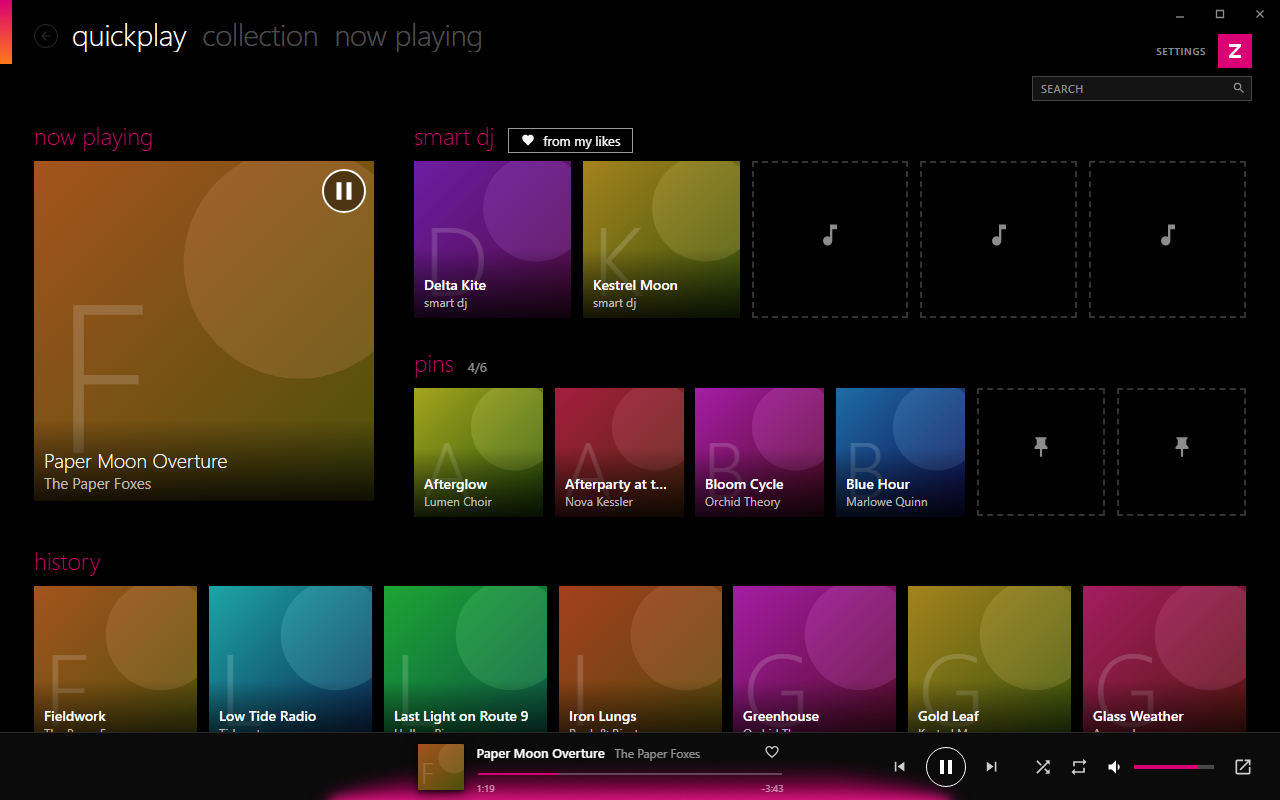 quickplay collection now playing
SETTINGS Z
SEARCH
now playing
F
Paper Moon Overture
The Paper Foxes
smart dj from my likes
D K
Delta Kite Kestrel Moon
smart dj smart dj
pins 4/6
A A B B
Afterglow Afterparty at t... Bloom Cycle Blue Hour
Lumen Choir Nova Kessler Orchid Theory Marlowe Quinn
history
F L L I G G G
Fieldwork Low Tide Radio Last Light on Route 9 Iron Lungs Greenhouse Gold Leaf Glass Weather
F
Paper Moon Overture The Paper Foxes
1:19 -3:43